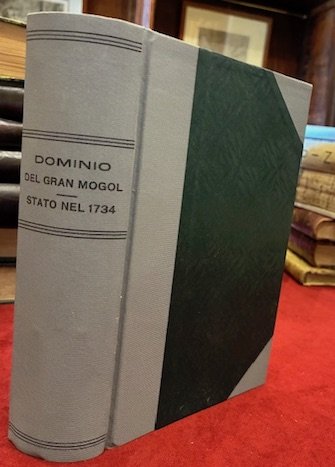 DOMINIO
DEL GRAN MOGOL
STATO NEL 1734